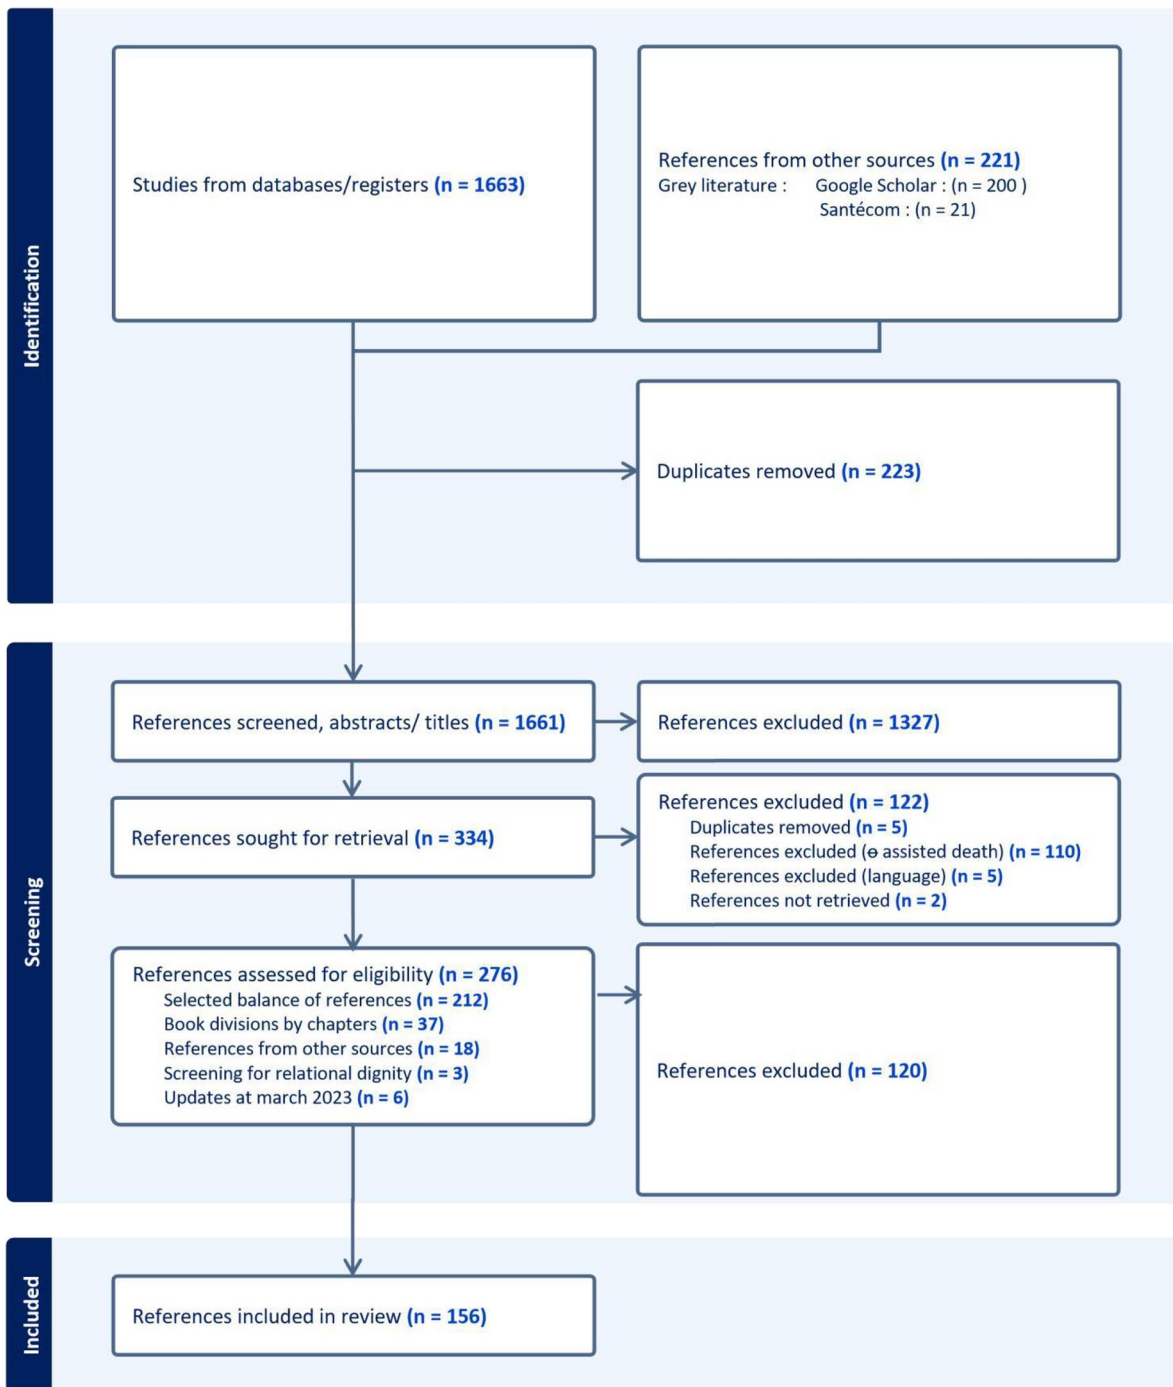 Identification
Studies from databases/registers (n = 1663)
References from other sources (n = 221)
Grey literature : Google Scholar : (n = 200 )
Santécom : (n = 21)
Duplicates removed (n = 223)
Screening
References screened, abstracts/ titles (n = 1661)
References excluded (n = 1327)
References sought for retrieval (n = 334)
References excluded (n = 122)
Duplicates removed (n = 5)
References excluded (ɵ assisted death) (n = 110)
References excluded (language) (n = 5)
References not retrieved (n = 2)
References assessed for eligibility (n = 276)
Selected balance of references (n = 212)
Book divisions by chapters (n = 37)
References from other sources (n = 18)
Screening for relational dignity (n = 3)
Updates at march 2023 (n = 6)
References excluded (n = 120)
Included
References included in review (n = 156)